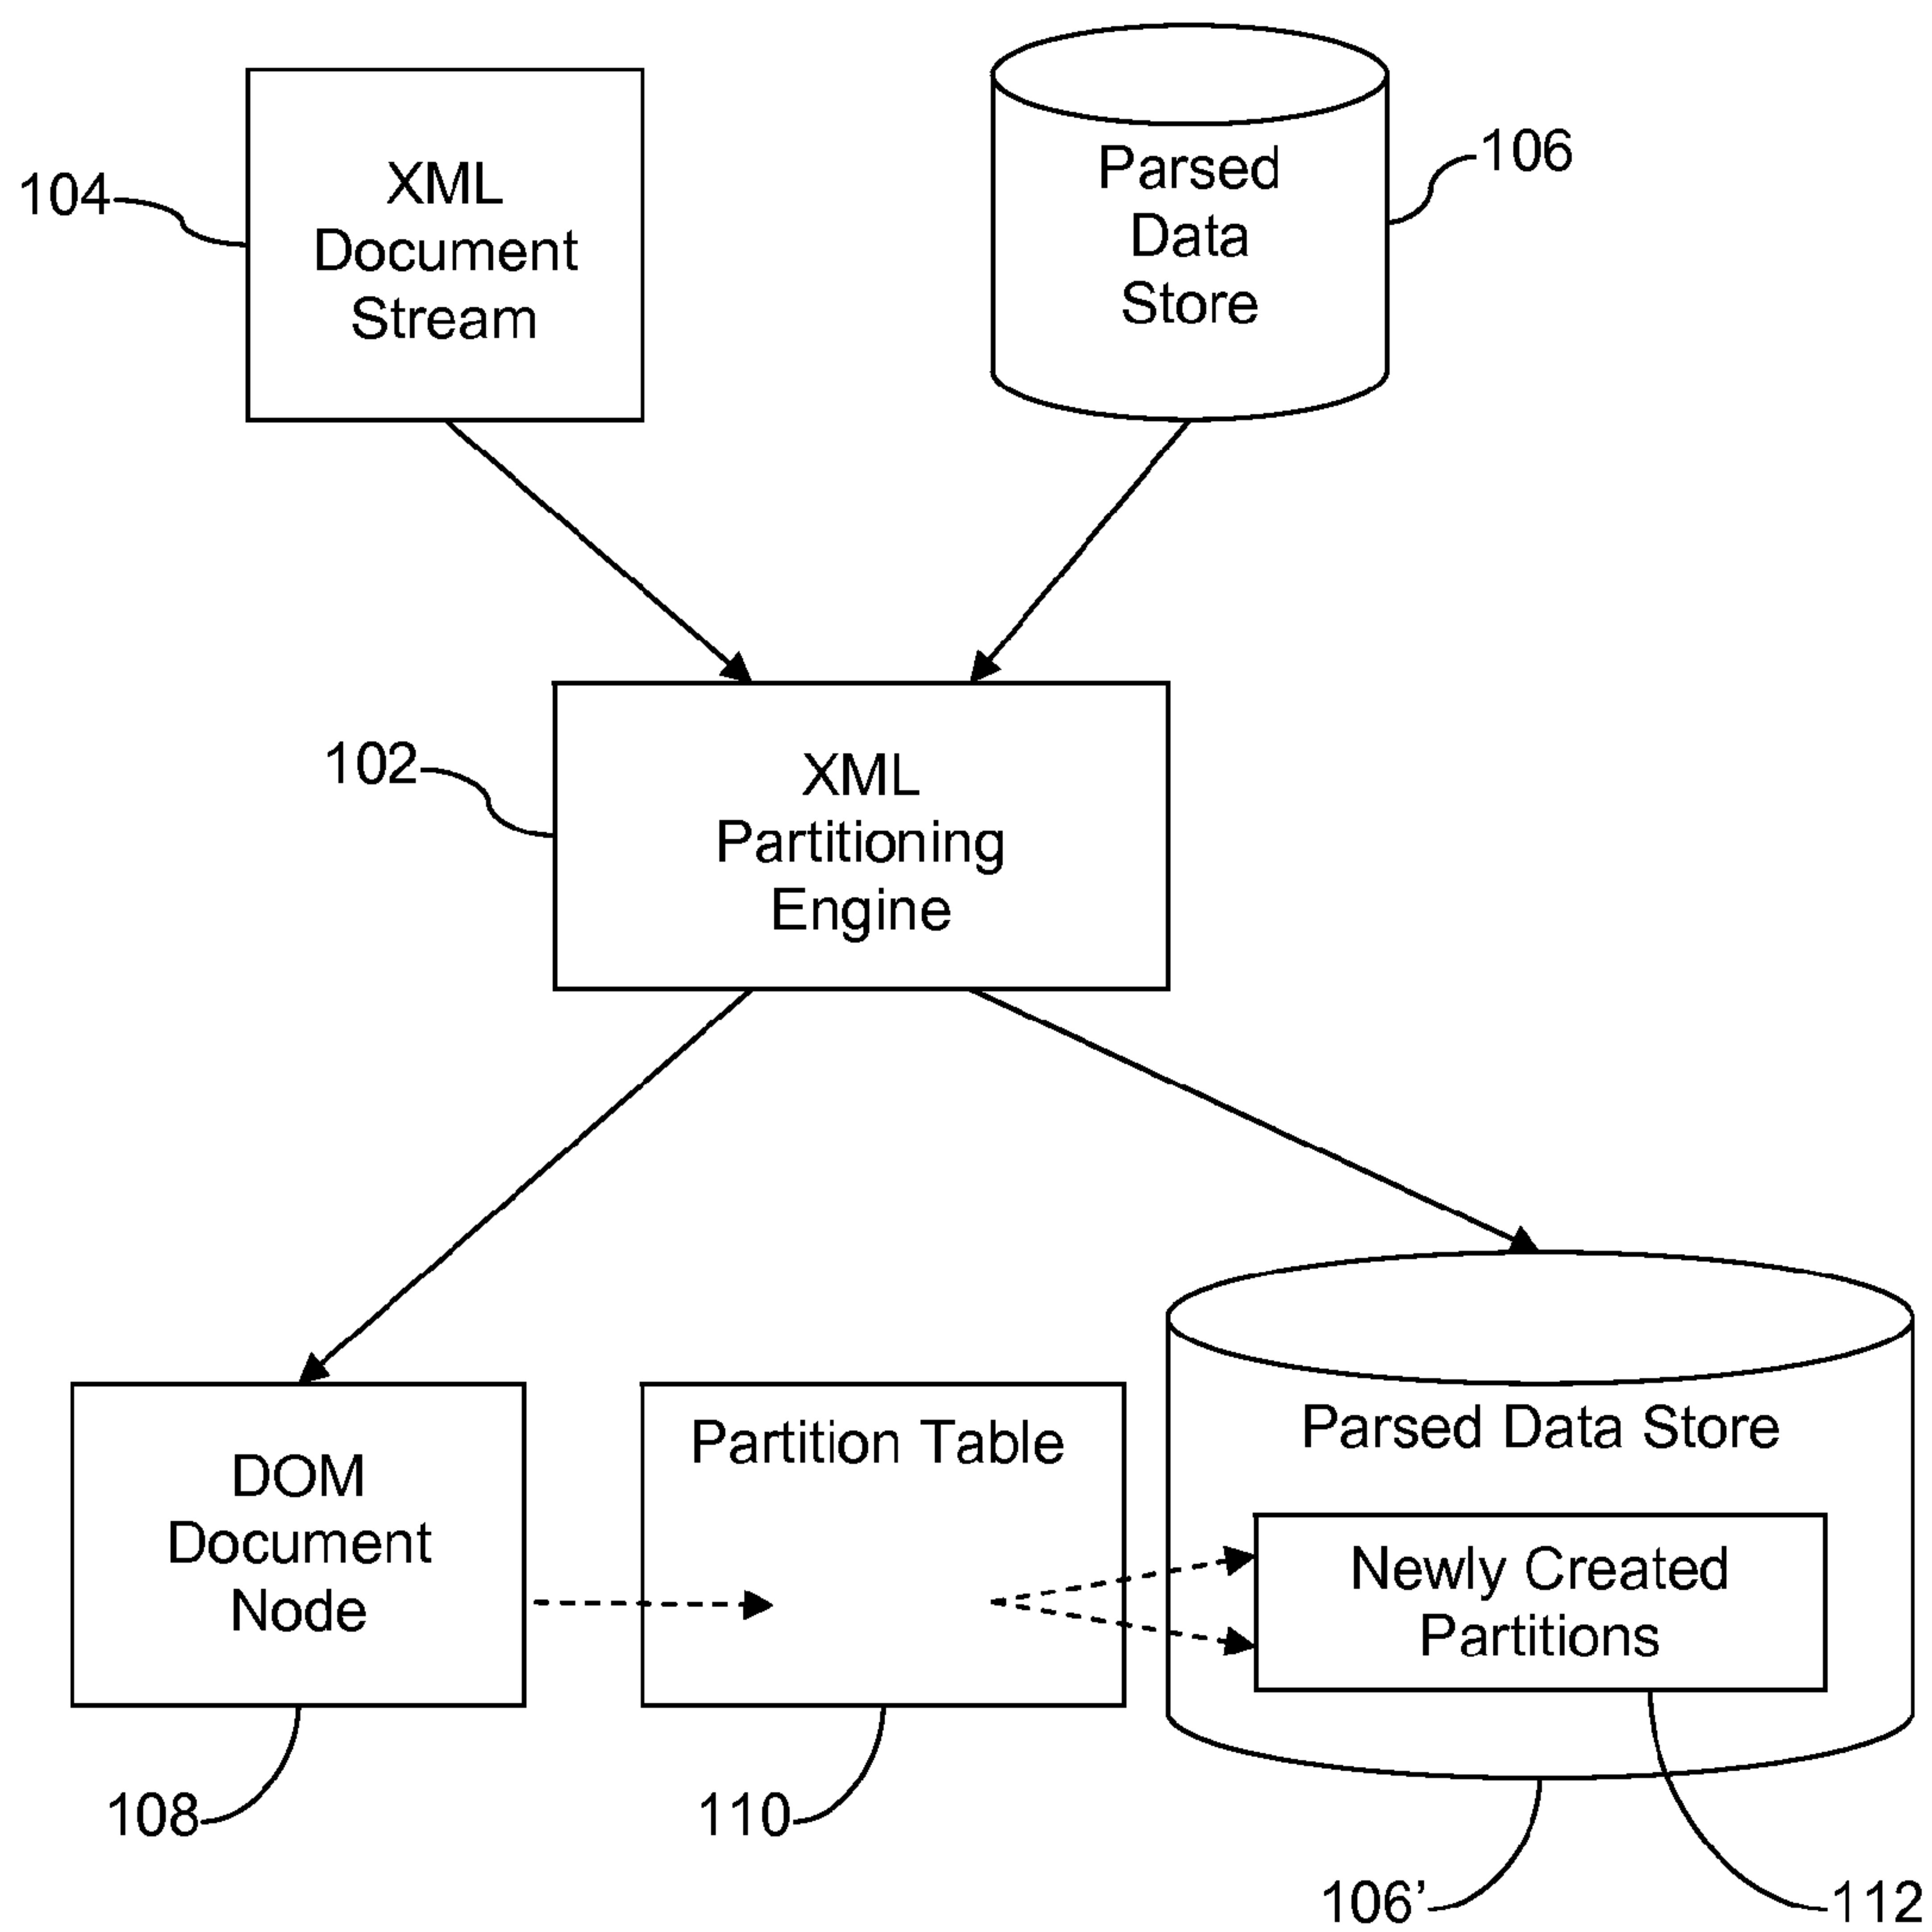 104
XML
Document
Stream
Parsed
Data
Store
106
102
XML
Partitioning
Engine
DOM
Document
Node
Partition Table
Parsed Data Store
Newly Created
Partitions
108
110
106’
112